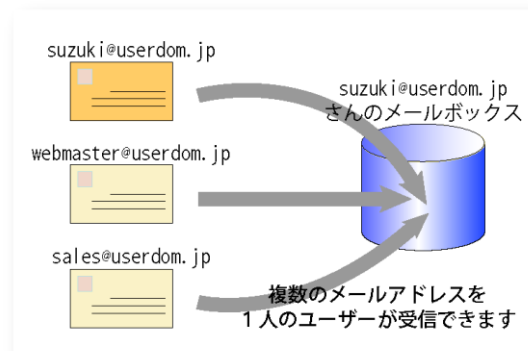 suzuki@userdom.jp
webmaster@userdom.jp
sales@userdom.jp
suzuki@userdom.jp
さんのメールボックス
複数のメールアドレスを
１人のユーザーが受信できます